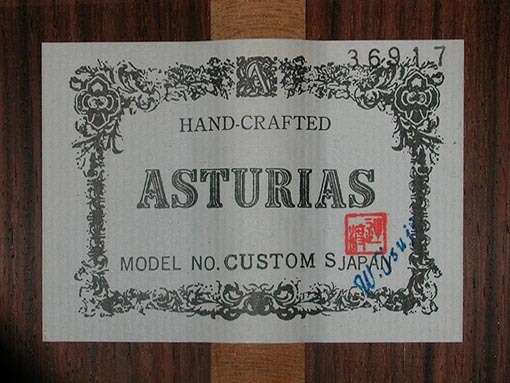 36917
A
HAND-CRAFTED
ASTURIAS
MODEL NO. CUSTOM S JAPAN